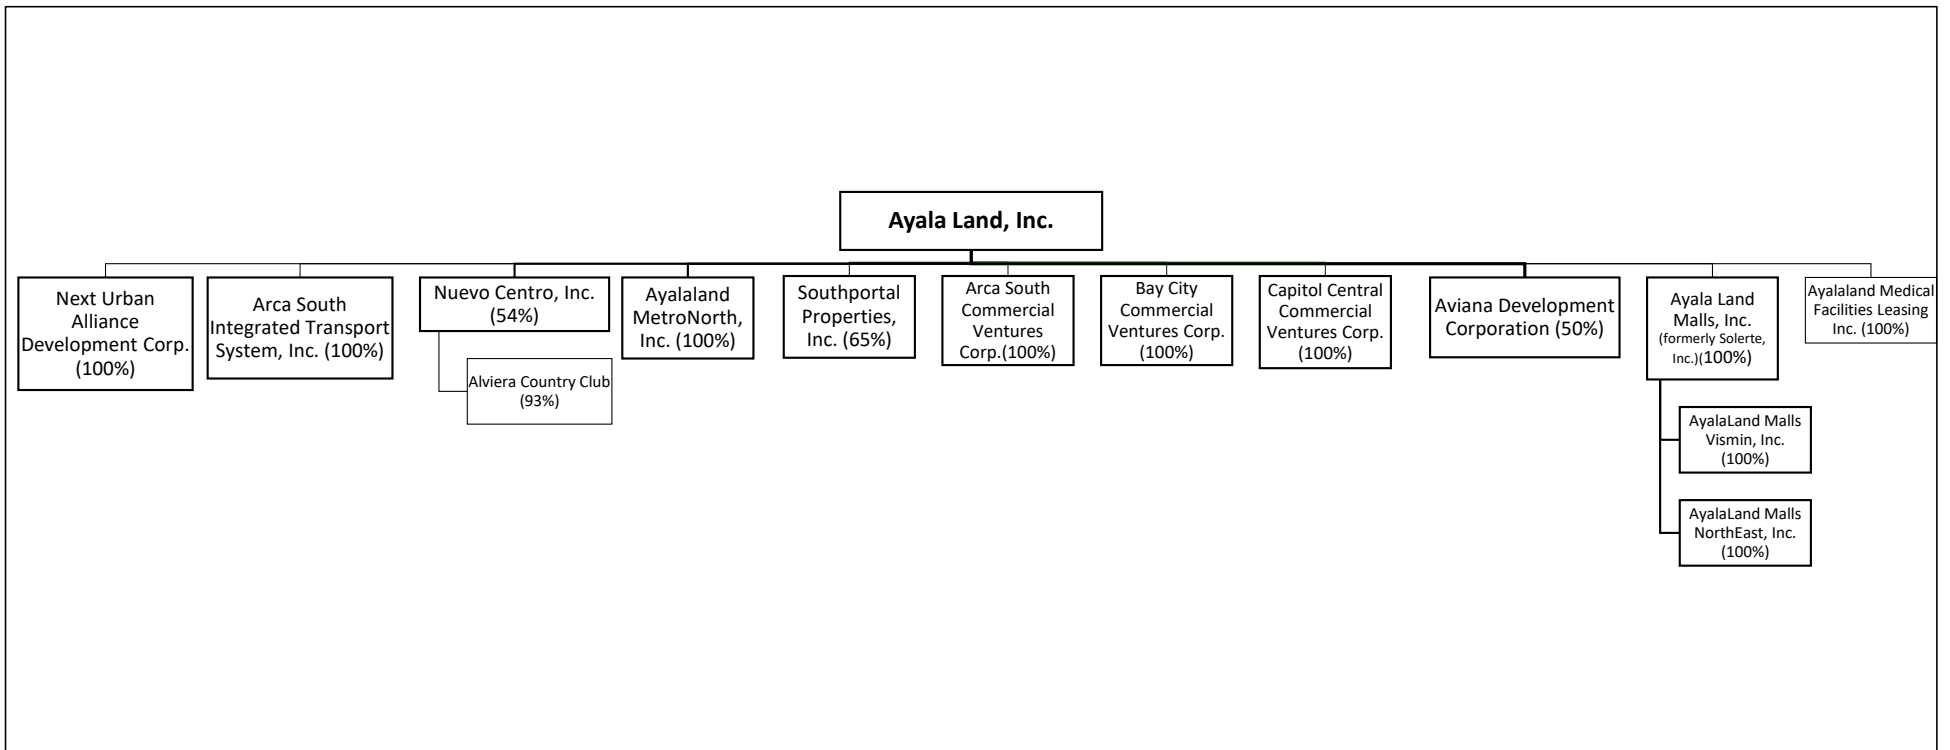 Ayala Land, Inc.
Next Urban
Alliance
Development Corp.
(100%)
Arca South
Integrated Transport
System, Inc. (100%)
Nuevo Centro, Inc.
(54%)
Alviera Country Club
(93%)
Ayalaland
MetroNorth,
Inc. (100%)
Southportal
Properties,
Inc. (65%)
Arca South
Commercial
Ventures
Corp.(100%)
Bay City
Commercial
Ventures Corp.
(100%)
Capitol Central
Commercial
Ventures Corp.
(100%)
Aviana Development
Corporation (50%)
Ayala Land
Malls, Inc.
(formerly Solerte,
Inc.)(100%)
AyalaLand Malls
Vismin, Inc.
(100%)
AyalaLand Malls
NorthEast, Inc.
(100%)
Ayalaland Medical
Facilities Leasing
Inc. (100%)